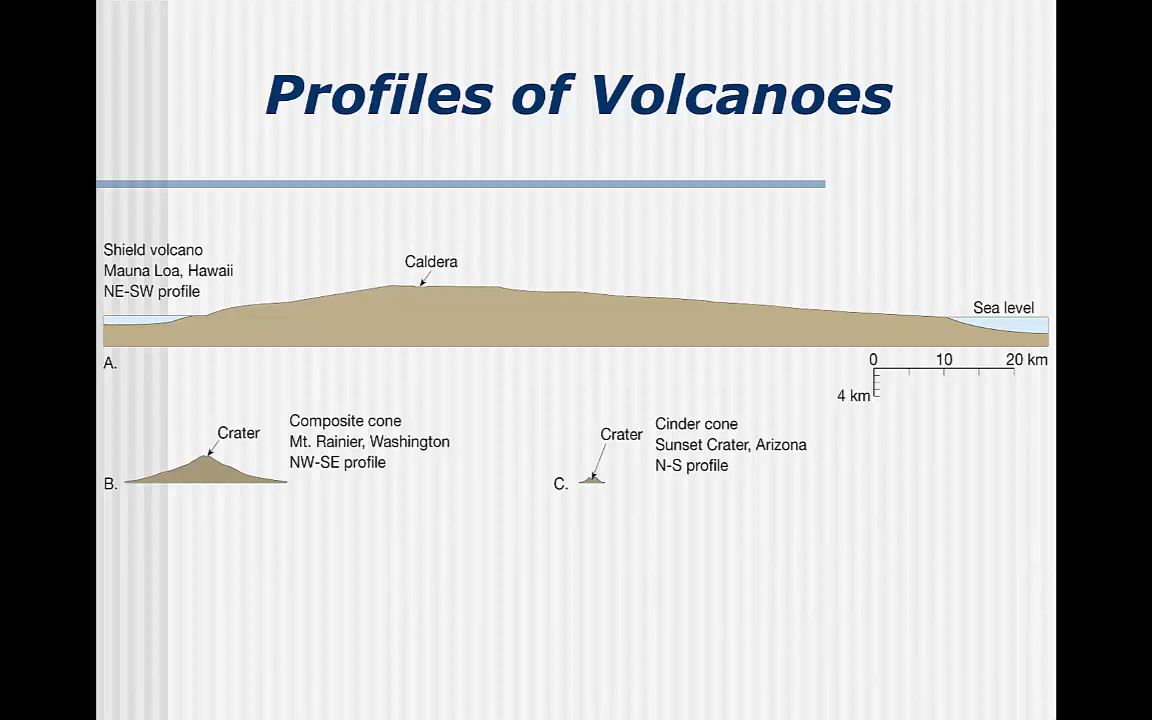 Profiles of Volcanoes
Shield volcano
Mauna Loa, Hawaii
NE-SW profile
Caldera
Sea level
A.
0 10 20 km
4 km
Crater
Composite cone
Mt. Rainier, Washington
NW-SE profile
B.
Crater
Cinder cone
Sunset Crater, Arizona
N-S profile
C.